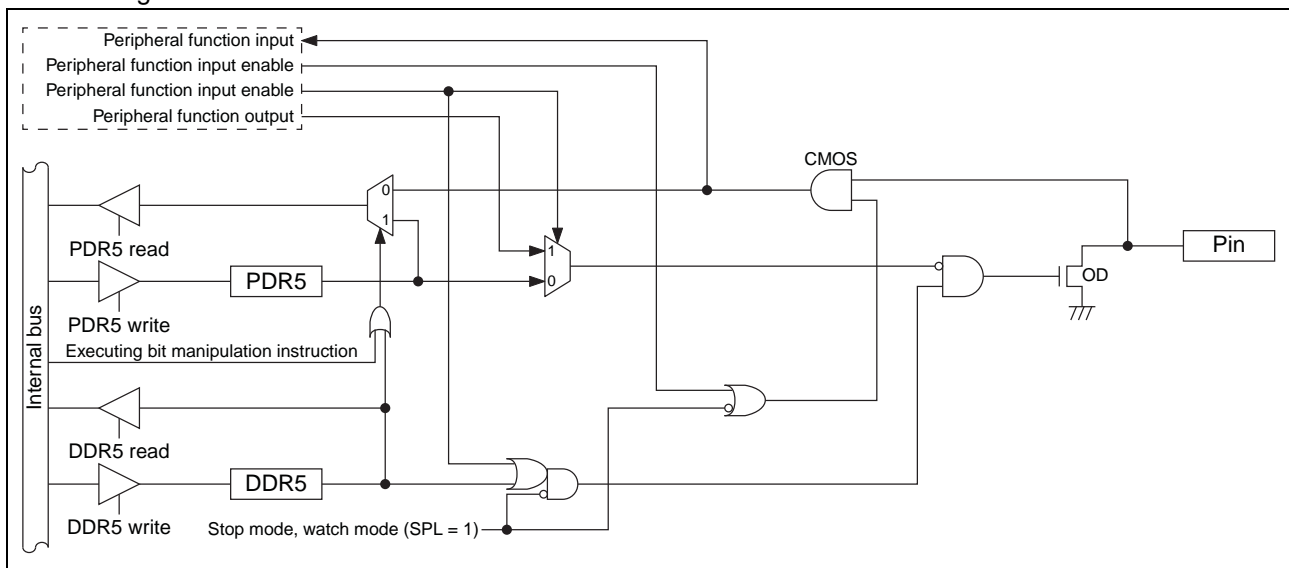 Peripheral function input
Peripheral function input enable
Peripheral function input enable
Peripheral function output
CMOS
0
1
PDR5 read
1
0
Pin
OD
PDR5
PDR5 write
Executing bit manipulation instruction
Internal bus
DDR5 read
DDR5
DDR5 write
Stop mode, watch mode (SPL = 1)